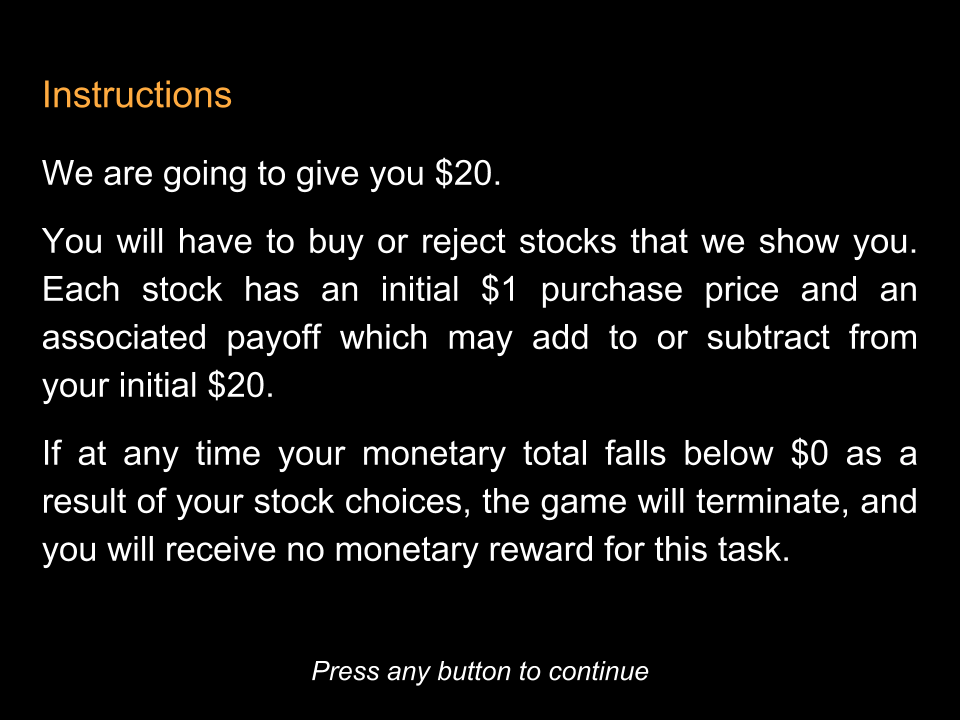 Instructions
We are going to give you $20.
You will have to buy or reject stocks that we show you.
Each stock has an initial $1 purchase price and an
associated payoff which may add to or subtract from
your initial $20.
If at any time your monetary total falls below $0 as a
result of your stock choices, the game will terminate, and
you will receive no monetary reward for this task.
Press any button to continue